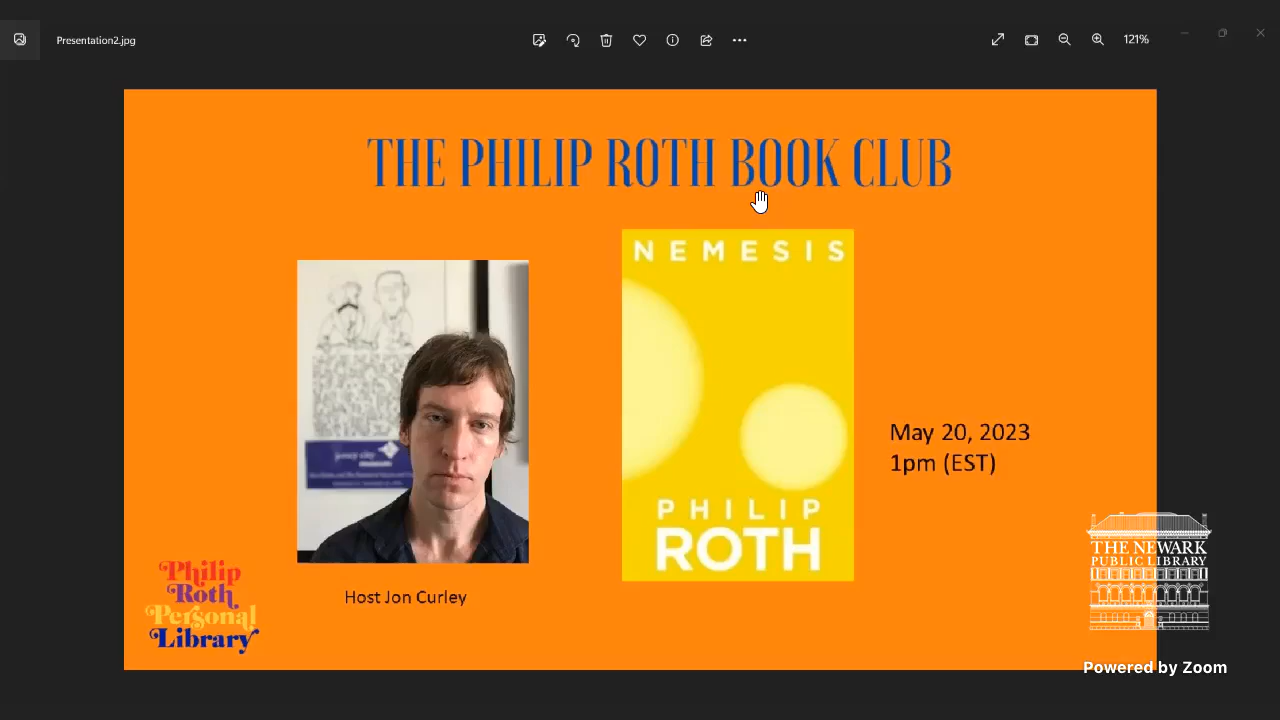 Presentation2.jpg
121%
THE PHILIP ROTH BOOK CLUB
NEMESIS
PHILIP
ROTH
May 20, 2023
1pm (EST)
Host Jon Curley
Philip
Roth
Personal
Library
THE NEWARK
PUBLIC LIBRARY
Powered by Zoom